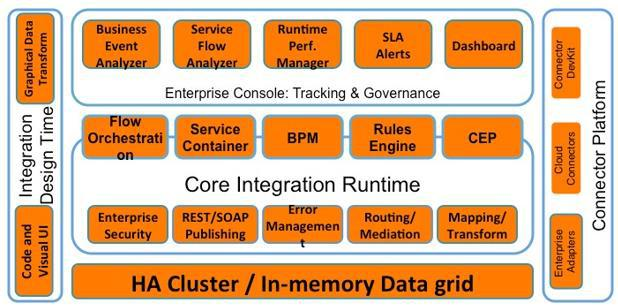 Graphical Data
Transform
Integration
Design Time
Code and
Visual UI
Business
Event
Analyzer
Service
Flow
Analyzer
Runtime
Perf.
Manager
SLA
Alerts
Dashboard
Enterprise Console: Tracking & Governance
Flow
Orchestrati
on
Service
Container
BPM
Rules
Engine
CEP
Core Integration Runtime
Enterprise
Security
REST/SOAP
Publishing
Error
Managemen
t
Routing/
Mediation
Mapping/
Transform
HA Cluster / In-memory Data grid
Connector
DevKit
Cloud
Connectors
Enterprise
Adapters
Connector Platform